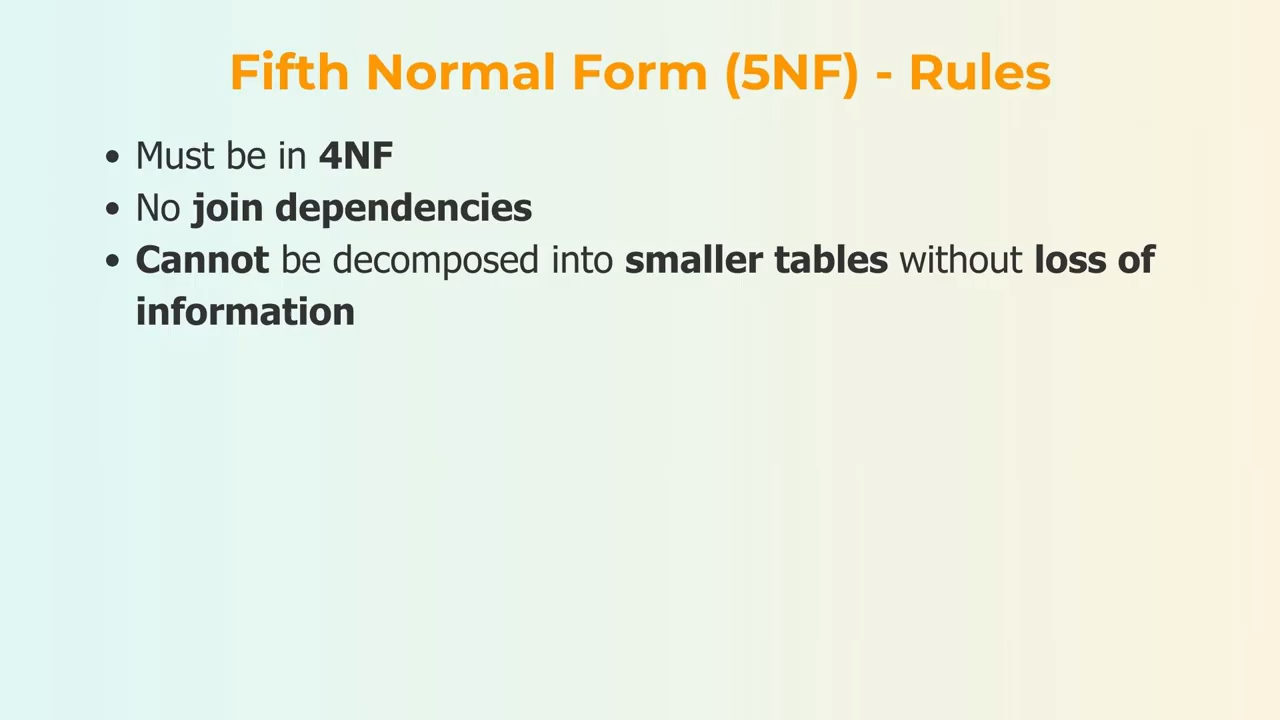 Fifth Normal Form (5NF) - Rules
• Must be in 4NF
• No join dependencies
• Cannot be decomposed into smaller tables without loss of
information